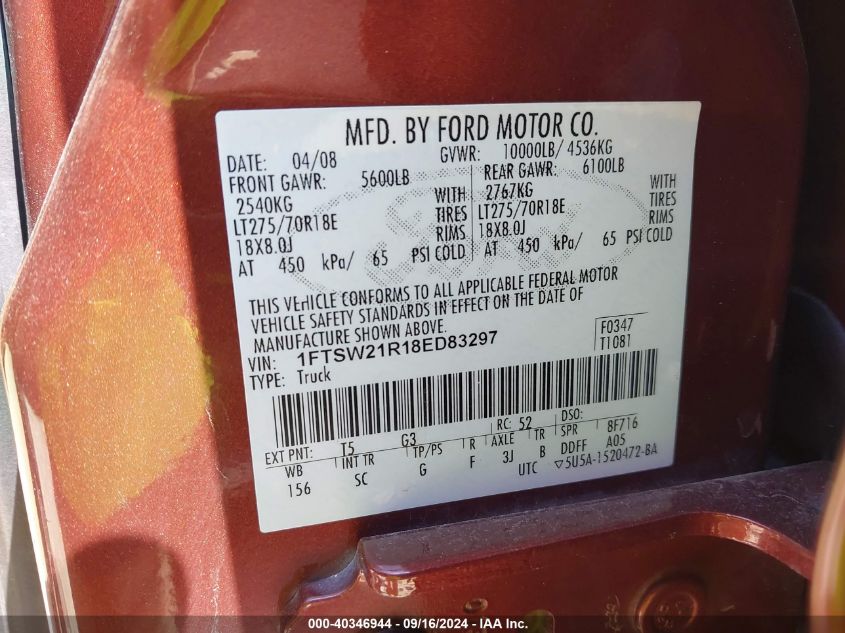 MFD. BY FORD MOTOR CO.
DATE: 04/08 GVWR: 10000LB/ 4536KG
FRONT GAWR: 5600LB REAR GAWR: 6100LB
2540KG WITH 2767KG WITH
LT275/70R18E TIRES LT275/70R18E TIRES
18X8.0J RIMS 18X8.0J RIMS
AT 450 kPa/ 65 PSI COLD AT 450 kPa/ 65 PSI COLD
THIS VEHICLE CONFORMS TO ALL APPLICABLE FEDERAL MOTOR
VEHICLE SAFETY STANDARDS IN EFFECT ON THE DATE OF
MANUFACTURE SHOWN ABOVE.
VIN: 1FTSW21R18ED83297 F0347
TYPE: Truck T1081
EXT PNT: T5 G3 RC: 52 DSO:
WB INT TR TP/PS R AXLE TR SPR 8F716
156 SC G F 3J B DDFF A05
UTC ▽5U5A-1520472-BA
000-40346944 - 09/16/2024 - IAA Inc.